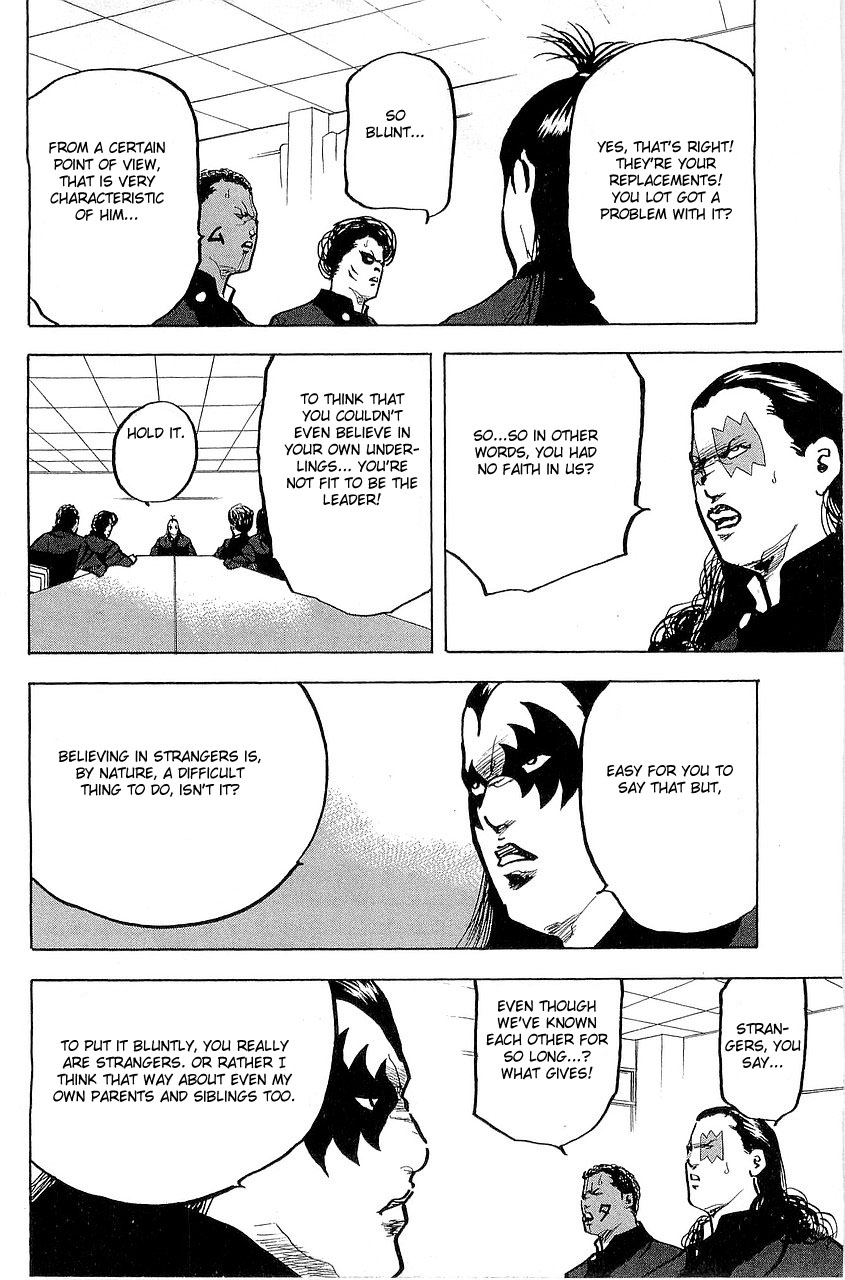 YES, THAT'S RIGHT!
THEY'RE YOUR
REPLACEMENTS!
YOU LOT GOT A
PROBLEM WITH IT?
SO
BLUNT...
FROM A CERTAIN
POINT OF VIEW,
THAT IS VERY
CHARACTERISTIC
OF HIM...
SO...SO IN OTHER
WORDS, YOU HAD
NO FAITH IN US?
TO THINK THAT
YOU COULDN'T
EVEN BELIEVE IN
YOUR OWN UNDER-
LINGS... YOU'RE
NOT FIT TO BE THE
LEADER!
HOLD IT.
EASY FOR YOU TO
SAY THAT BUT,
BELIEVING IN STRANGERS IS,
BY NATURE, A DIFFICULT
THING TO DO, ISN'T IT?
STRAN-
GERS, YOU
SAY...
EVEN THOUGH
WE'VE KNOWN
EACH OTHER FOR
SO LONG...?
WHAT GIVES!
TO PUT IT BLUNTLY, YOU REALLY
ARE STRANGERS. OR RATHER I
THINK THAT WAY ABOUT EVEN MY
OWN PARENTS AND SIBLINGS TOO.